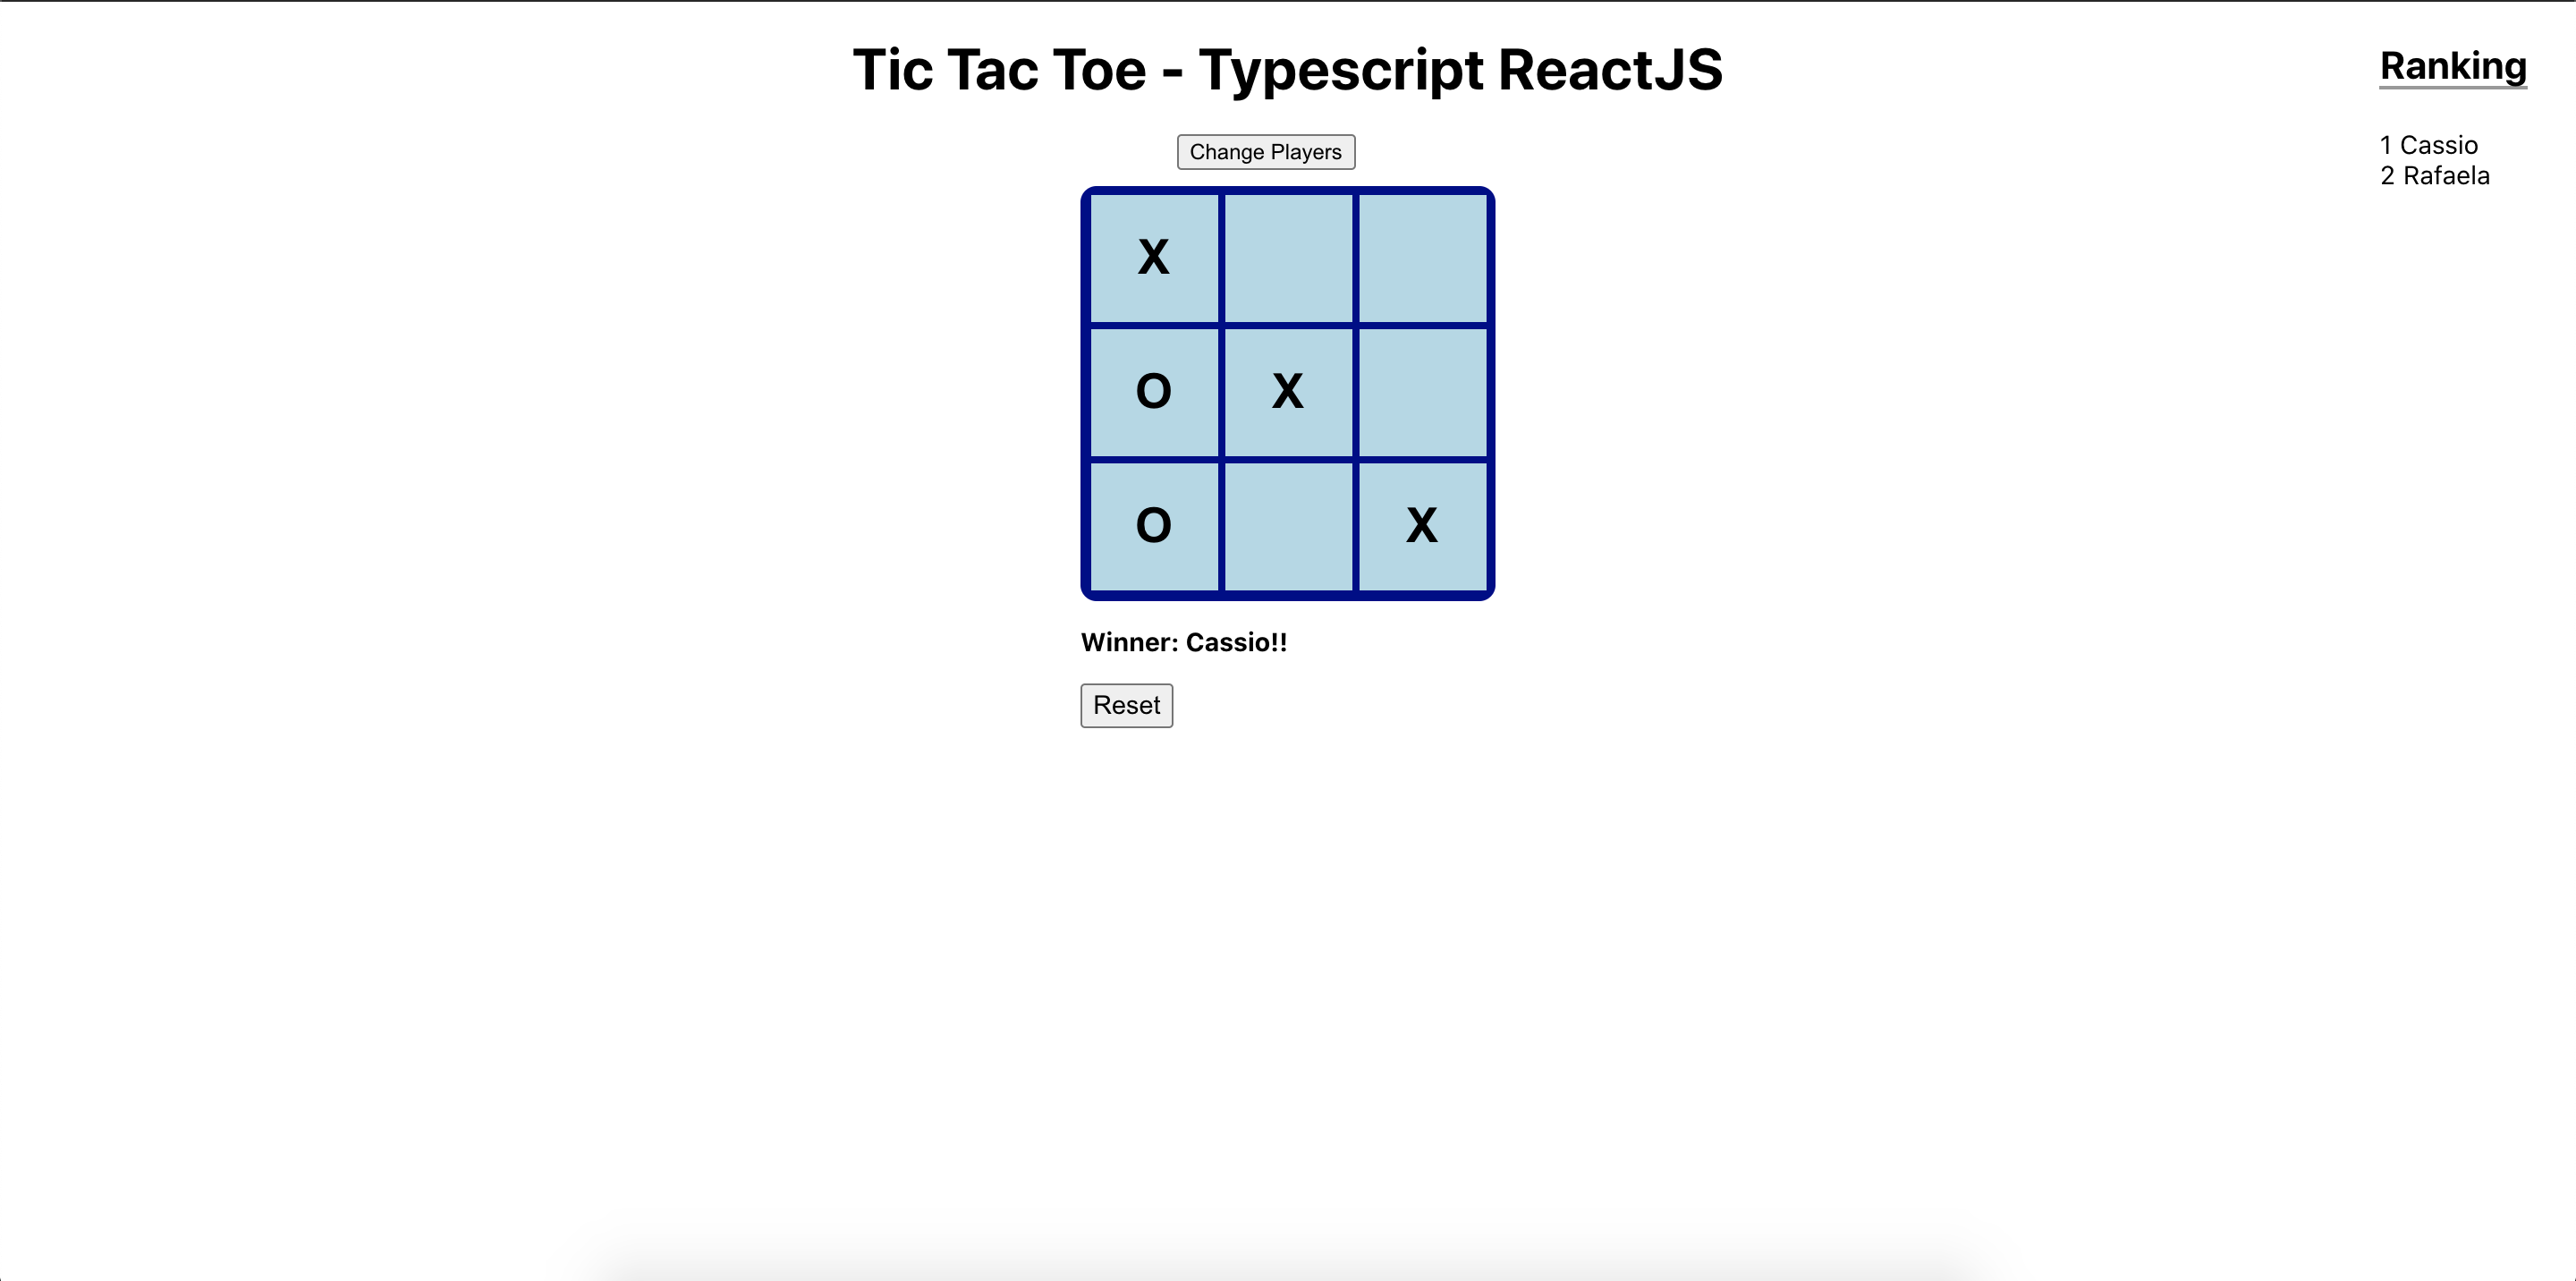 Tic Tac Toe - Typescript ReactJS
Change Players
X
O X
O X
Winner: Cassio!!
Reset
Ranking
1 Cassio
2 Rafaela